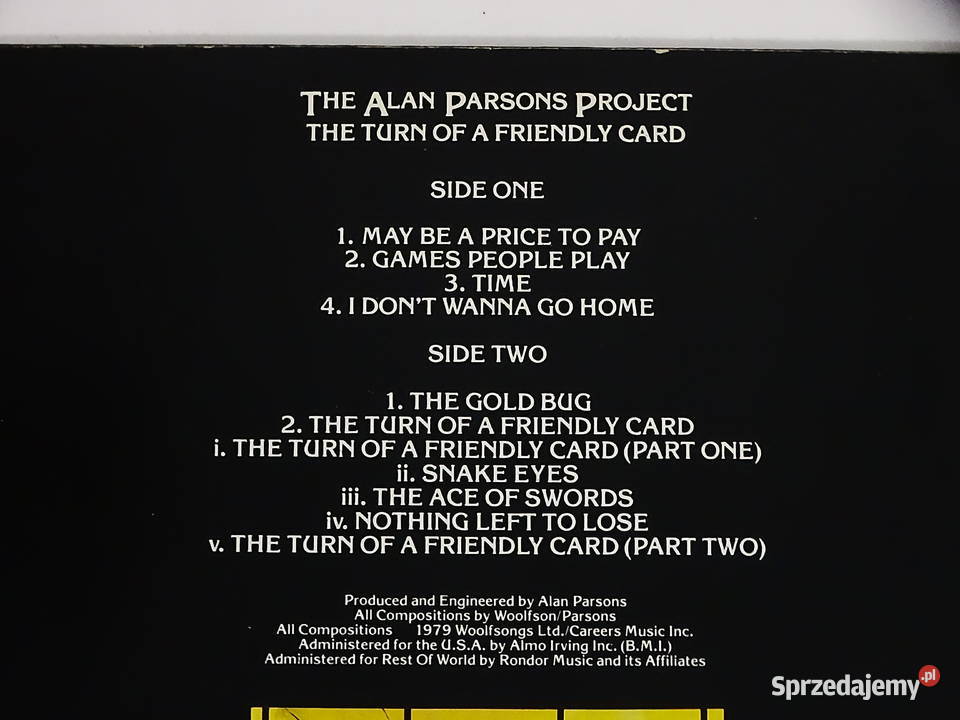 THE ALAN PARSONS PROJECT
THE TURN OF A FRIENDLY CARD
SIDE ONE
1. MAY BE A PRICE TO PAY
2. GAMES PEOPLE PLAY
3. TIME
4. I DON'T WANNA GO HOME
SIDE TWO
1. THE GOLD BUG
2. THE TURN OF A FRIENDLY CARD
i. THE TURN OF A FRIENDLY CARD (PART ONE)
ii. SNAKE EYES
iii. THE ACE OF SWORDS
iv. NOTHING LEFT TO LOSE
v. THE TURN OF A FRIENDLY CARD (PART TWO)
Produced and Engineered by Alan Parsons
All Compositions by Woolfson/Parsons
All Compositions 1979 Woolfsongs Ltd./Careers Music Inc.
Administered for the U.S.A. by Almo Irving Inc. (B.M.I.)
Administered for Rest Of World by Rondor Music and its Affiliates
Sprzedajemy.pl